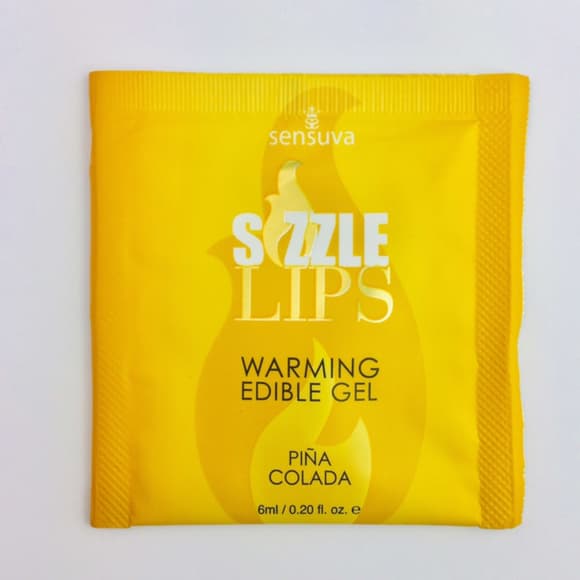 sensuva
SIZZLE
LIPS
WARMING
EDIBLE GEL
PIÑA
COLADA
6ml / 0.20 fl. oz. e